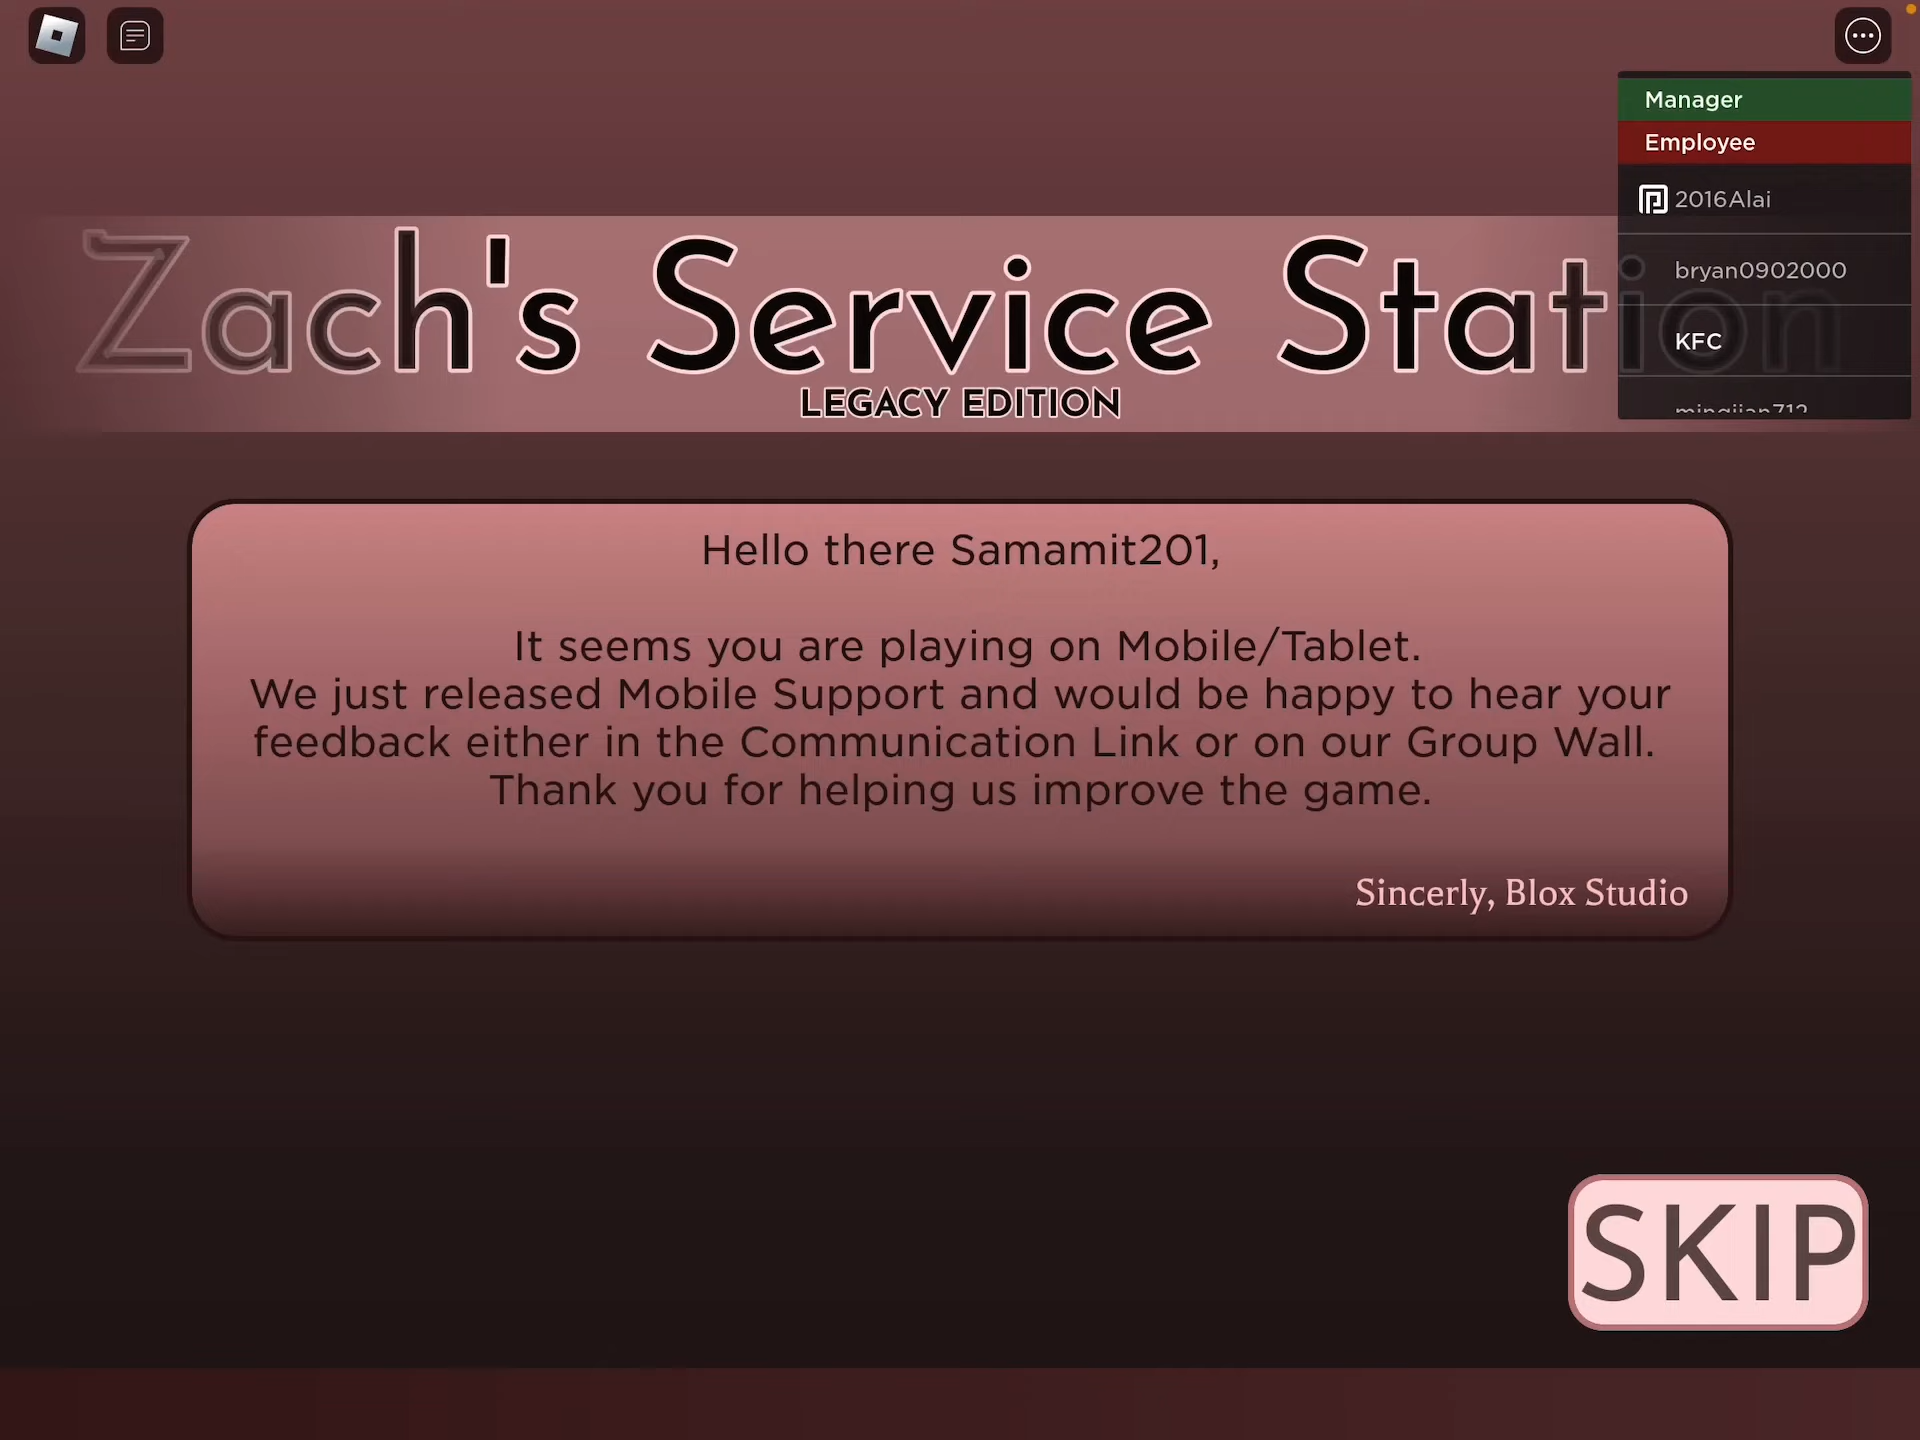 Manager
Employee
2016Alai
bryan0902000
KFC
mingjian712
Zach's Service Station
LEGACY EDITION
Hello there Samamit201,
It seems you are playing on Mobile/Tablet.
We just released Mobile Support and would be happy to hear your
feedback either in the Communication Link or on our Group Wall.
Thank you for helping us improve the game.
Sincerly, Blox Studio
SKIP